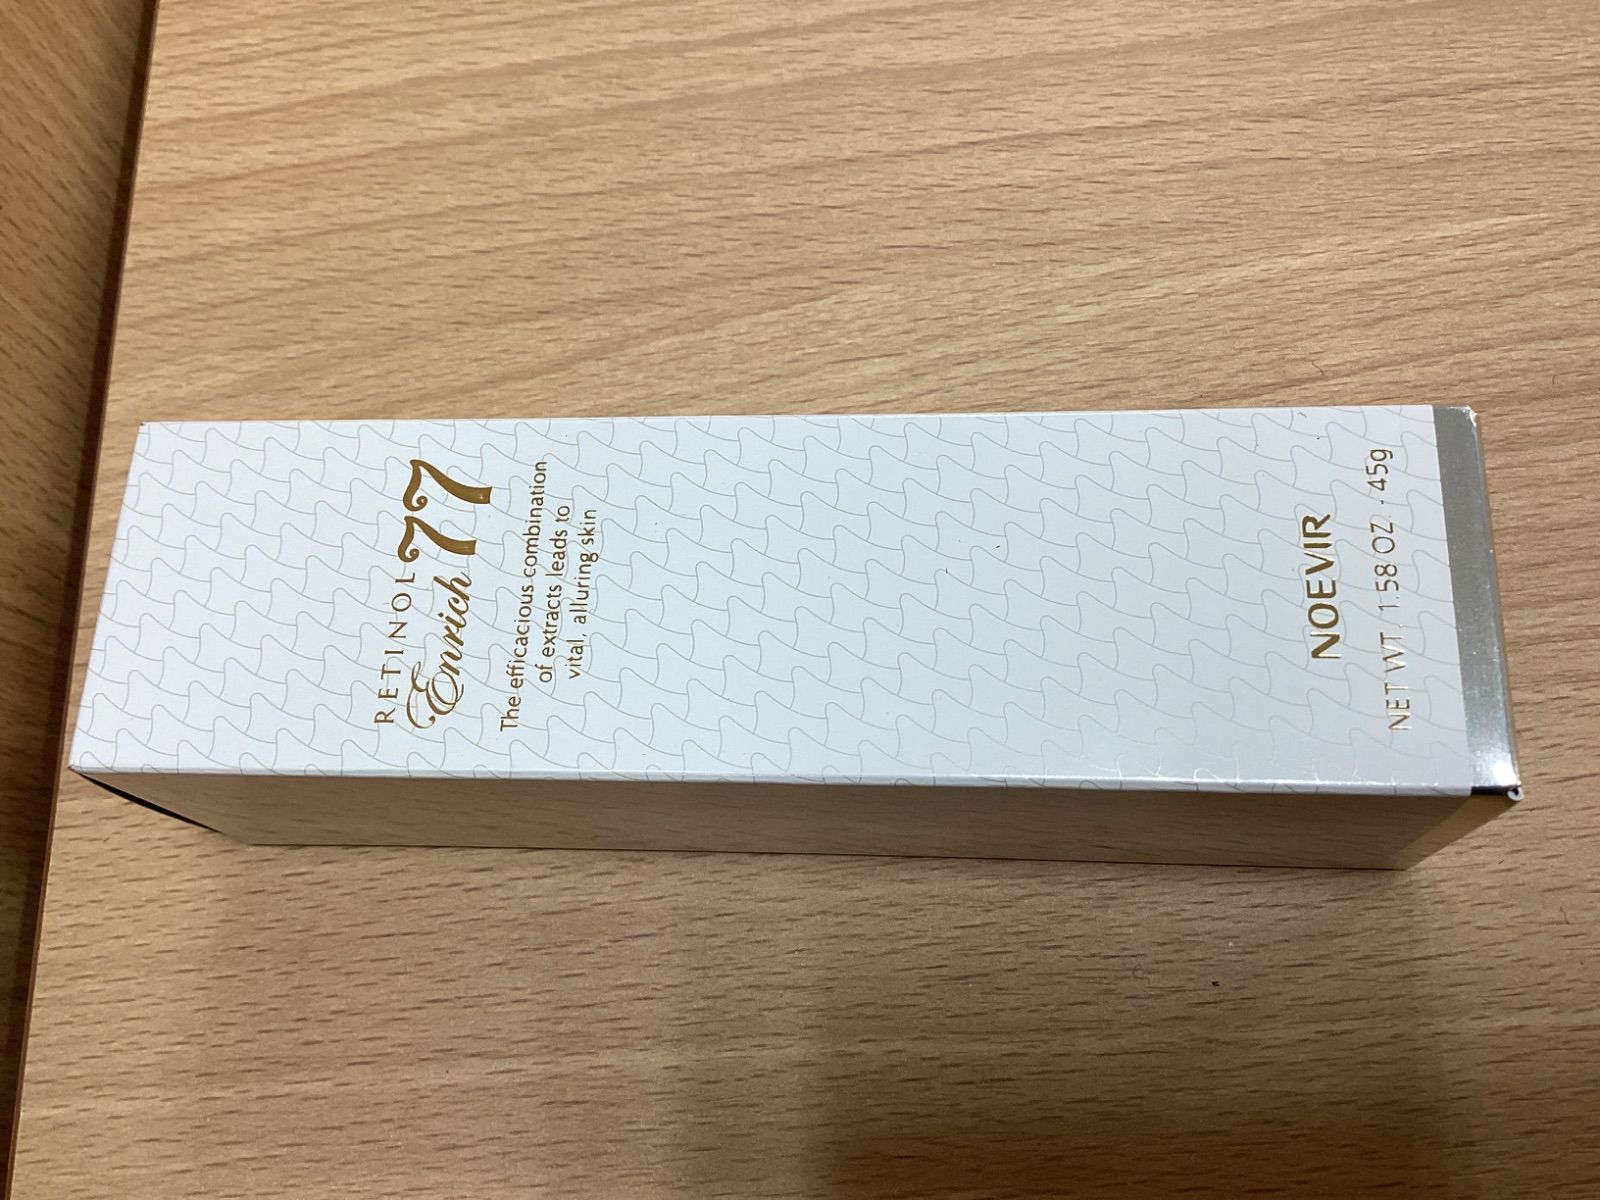 RETINOL
Enrich 77
The efficacious combination
of extracts leads to
vital, alluring skin
NOEVIR
NET WT. 1.58 OZ. · 45g